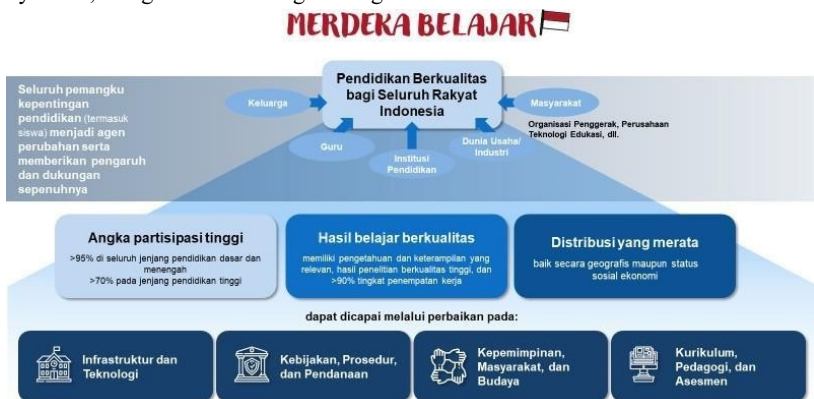 MERDEKA BELAJAR
Seluruh pemangku
kepentingan
pendidikan (termasuk
siswa) menjadi agen
perubahan serta
memberikan pengaruh
dan dukungan
sepenuhnya
Pendidikan Berkualitas
bagi Seluruh Rakyat
Indonesia
Keluarga
Guru
Institusi
Pendidikan
Dunia Usaha/
Industri
Masyarakat
Organisasi Penggerak, Perusahaan
Teknologi Edukasi, dll.
Angka partisipasi tinggi
>95% di seluruh jenjang pendidikan dasar dan
menengah
>70% pada jenjang pendidikan tinggi
Hasil belajar berkualitas
memiliki pengetahuan dan keterampilan yang
relevan, hasil penelitian berkualitas tinggi, dan
>90% tingkat penempatan kerja
Distribusi yang merata
baik secara geografis maupun status
sosial ekonomi
dapat dicapai melalui perbaikan pada:
Infrastruktur dan
Teknologi
Kebijakan, Prosedur,
dan Pendanaan
Kepemimpinan,
Masyarakat, dan
Budaya
Kurikulum,
Pedagogi, dan
Asesmen